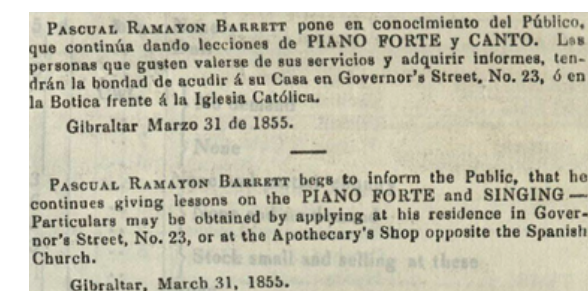 PASCUAL RAMAYON BARRETT pone en conocimiento del Público,
que continúa dando lecciones de PIANO FORTE y CANTO. Las
personas que gusten valerse de sus servicios y adquirir informes, ten-
drán la bondad de acudir á su Casa en Governor's Street, No. 23, ó en
la Botica frente á la Iglesia Católica.
Gibraltar Marzo 31 de 1855.
PASCUAL RAMAYON BARRETT begs to inform the Public, that he
continues giving lessons on the PIANO FORTE and SINGING—
Particulars may be obtained by applying at his residence in Gover-
nor's Street, No. 23, or at the Apothecary's Shop opposite the Spanish
Church.
Gibraltar, March 31, 1855.